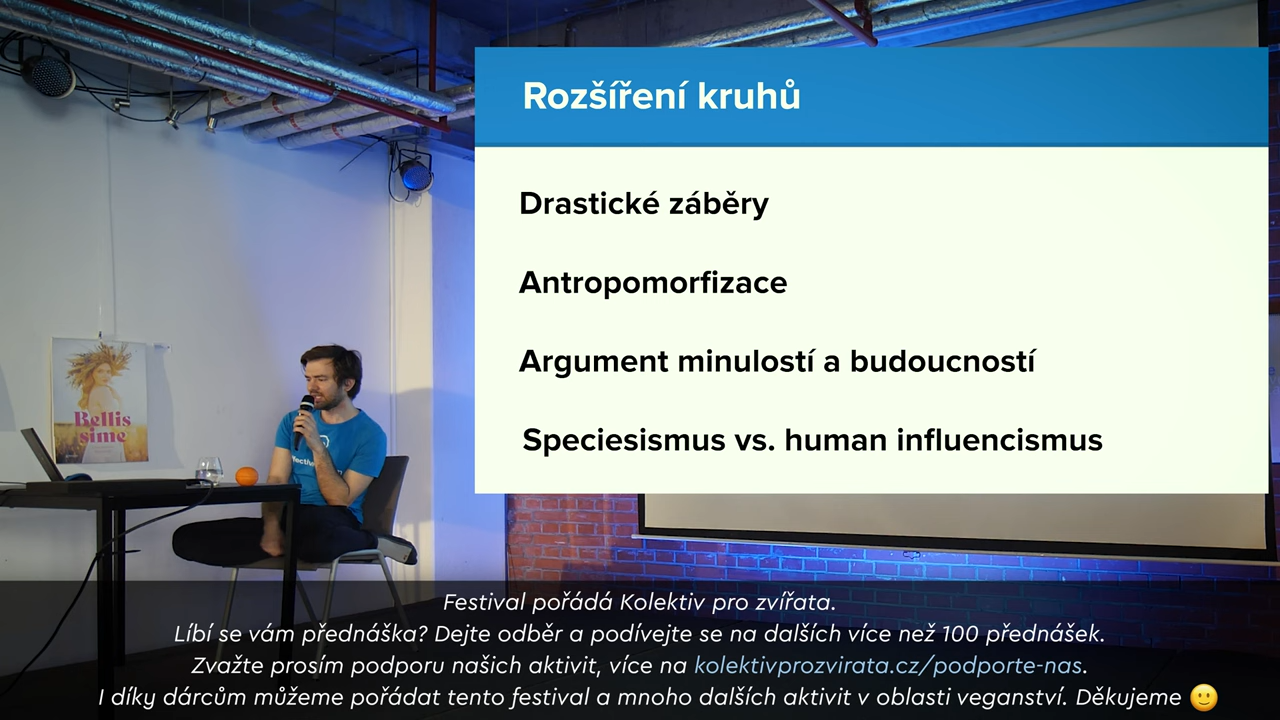 Rozšíření kruhů
Drastické záběry
Antropomorfizace
Argument minulostí a budoucností
Speciesismus vs. human influencismus
Bellis
sime
Festival pořádá Kolektiv pro zvířata.
Líbí se vám přednáška? Dejte odběr a podívejte se na dalších více než 100 přednášek.
Zvažte prosím podporu našich aktivit, více na kolektivprozvirata.cz/podporte-nas.
I díky dárcům můžeme pořádat tento festival a mnoho dalších aktivit v oblasti veganství. Děkujeme 🙂